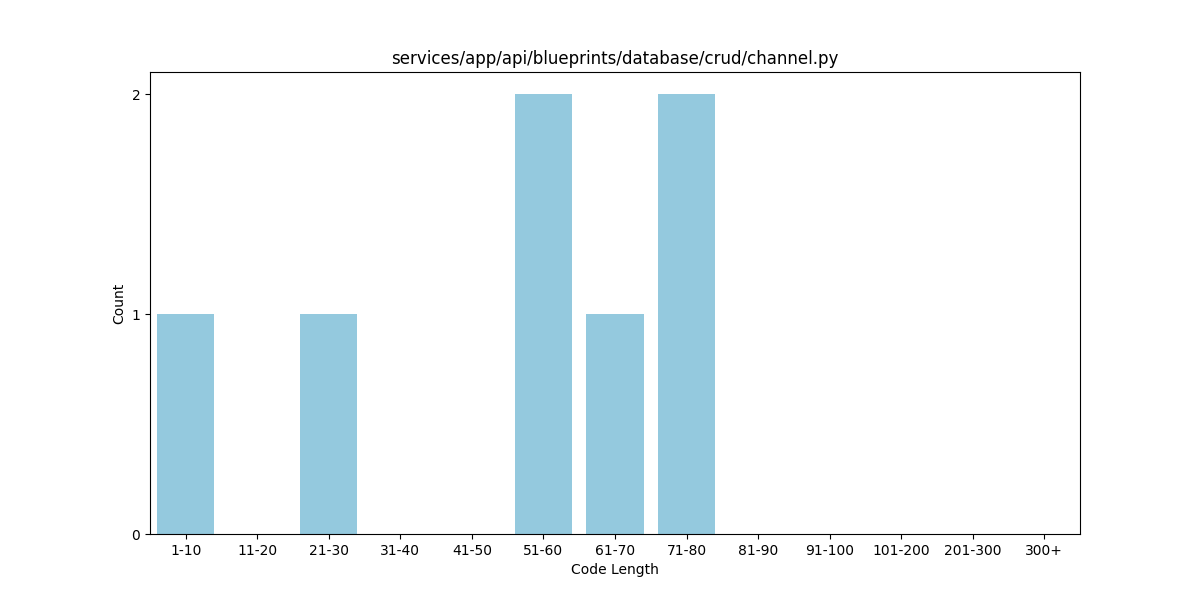 services/app/api/blueprints/database/crud/channel.py
2
1
0
Count
1-10 11-20 21-30 31-40 41-50 51-60 61-70 71-80 81-90 91-100 101-200 201-300 300+
Code Length